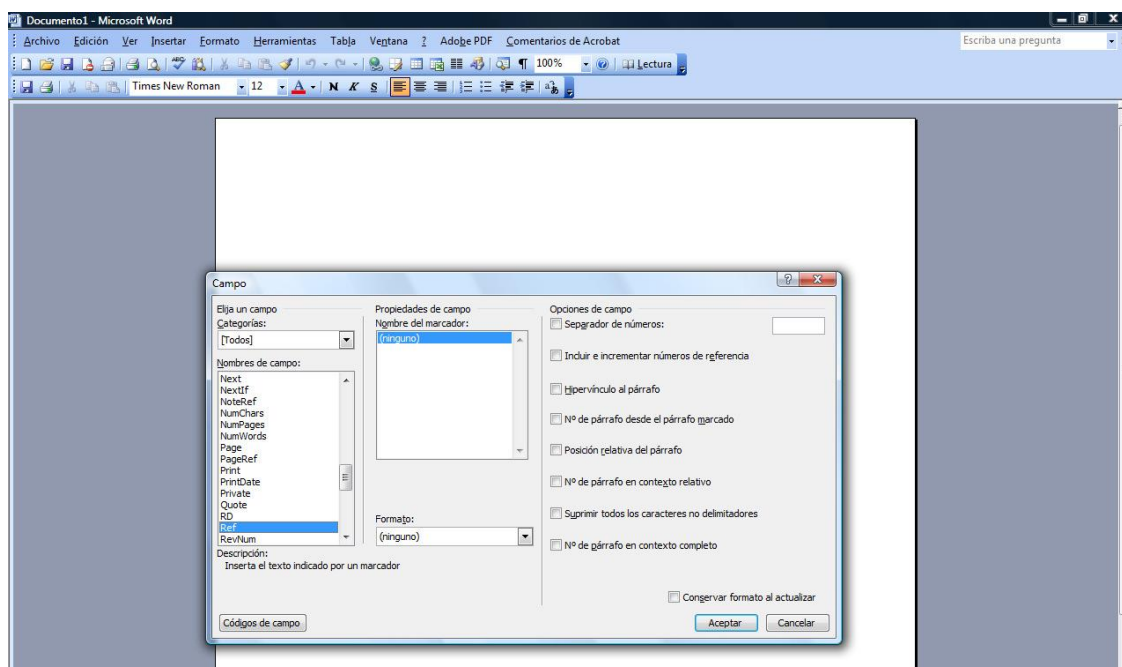 Documento1 - Microsoft Word
Archivo Edición Ver Insertar Formato Herramientas Tabla Ventana ? Adobe PDF Comentarios de Acrobat Escriba una pregunta
100% Lectura
Times New Roman 12 A N K S
Campo
Elija un campo
Categorías:
[Todos]
Nombres de campo:
Next
NextIf
NoteRef
NumChars
NumPages
NumWords
Page
PageRef
Print
PrintDate
Private
Quote
RD
Ref
RevNum
Descripción:
Inserta el texto indicado por un marcador
Códigos de campo
Propiedades de campo
Nombre del marcador:
(ninguno)
Formato:
(ninguno)
Opciones de campo
Separador de números:
Incluir e incrementar números de referencia
Hipervínculo al párrafo
Nº de párrafo desde el párrafo marcado
Posición relativa del párrafo
Nº de párrafo en contexto relativo
Suprimir todos los caracteres no delimitadores
Nº de párrafo en contexto completo
Conservar formato al actualizar
Aceptar Cancelar